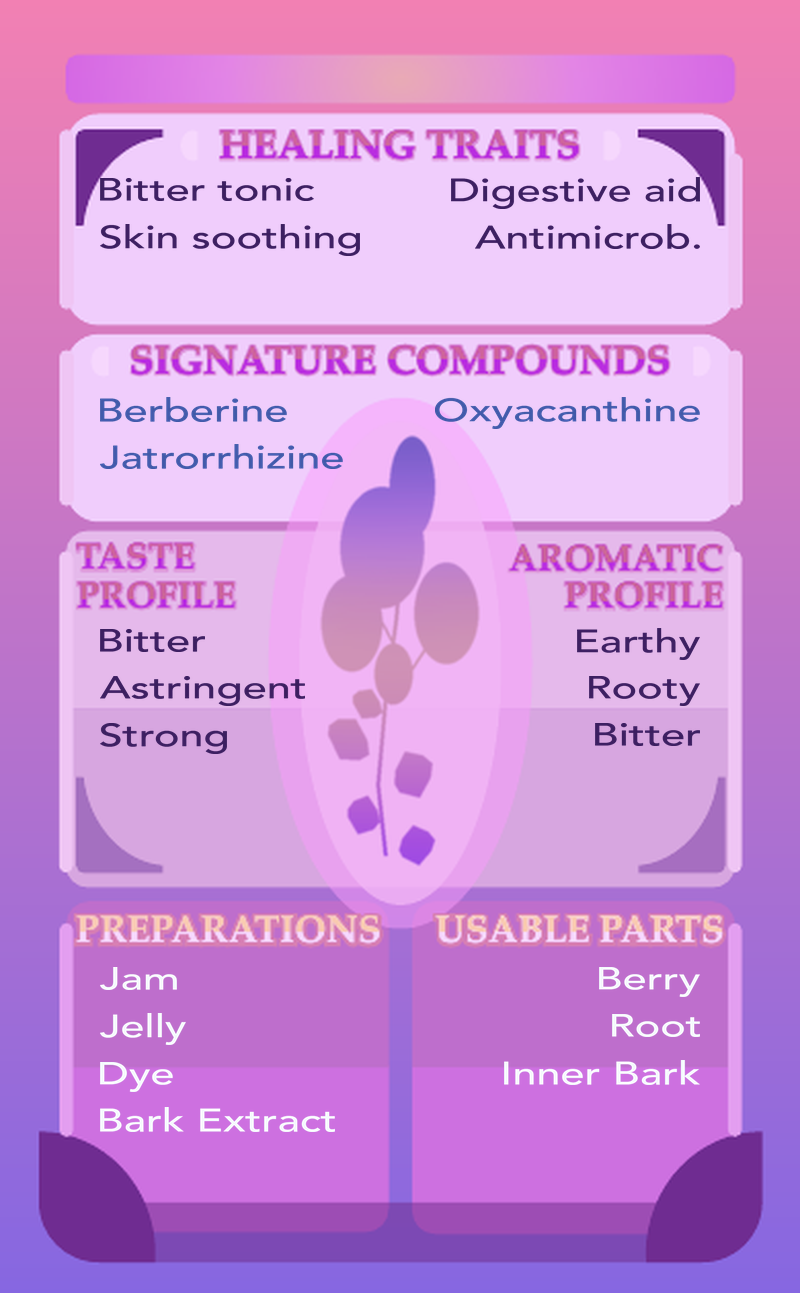 HEALING TRAITS
Bitter tonic Digestive aid
Skin soothing Antimicrob.
SIGNATURE COMPOUNDS
Berberine Oxyacanthine
Jatrorrhizine
TASTE
PROFILE
Bitter
Astringent
Strong
AROMATIC
PROFILE
Earthy
Rooty
Bitter
PREPARATIONS
Jam
Jelly
Dye
Bark Extract
USABLE PARTS
Berry
Root
Inner Bark